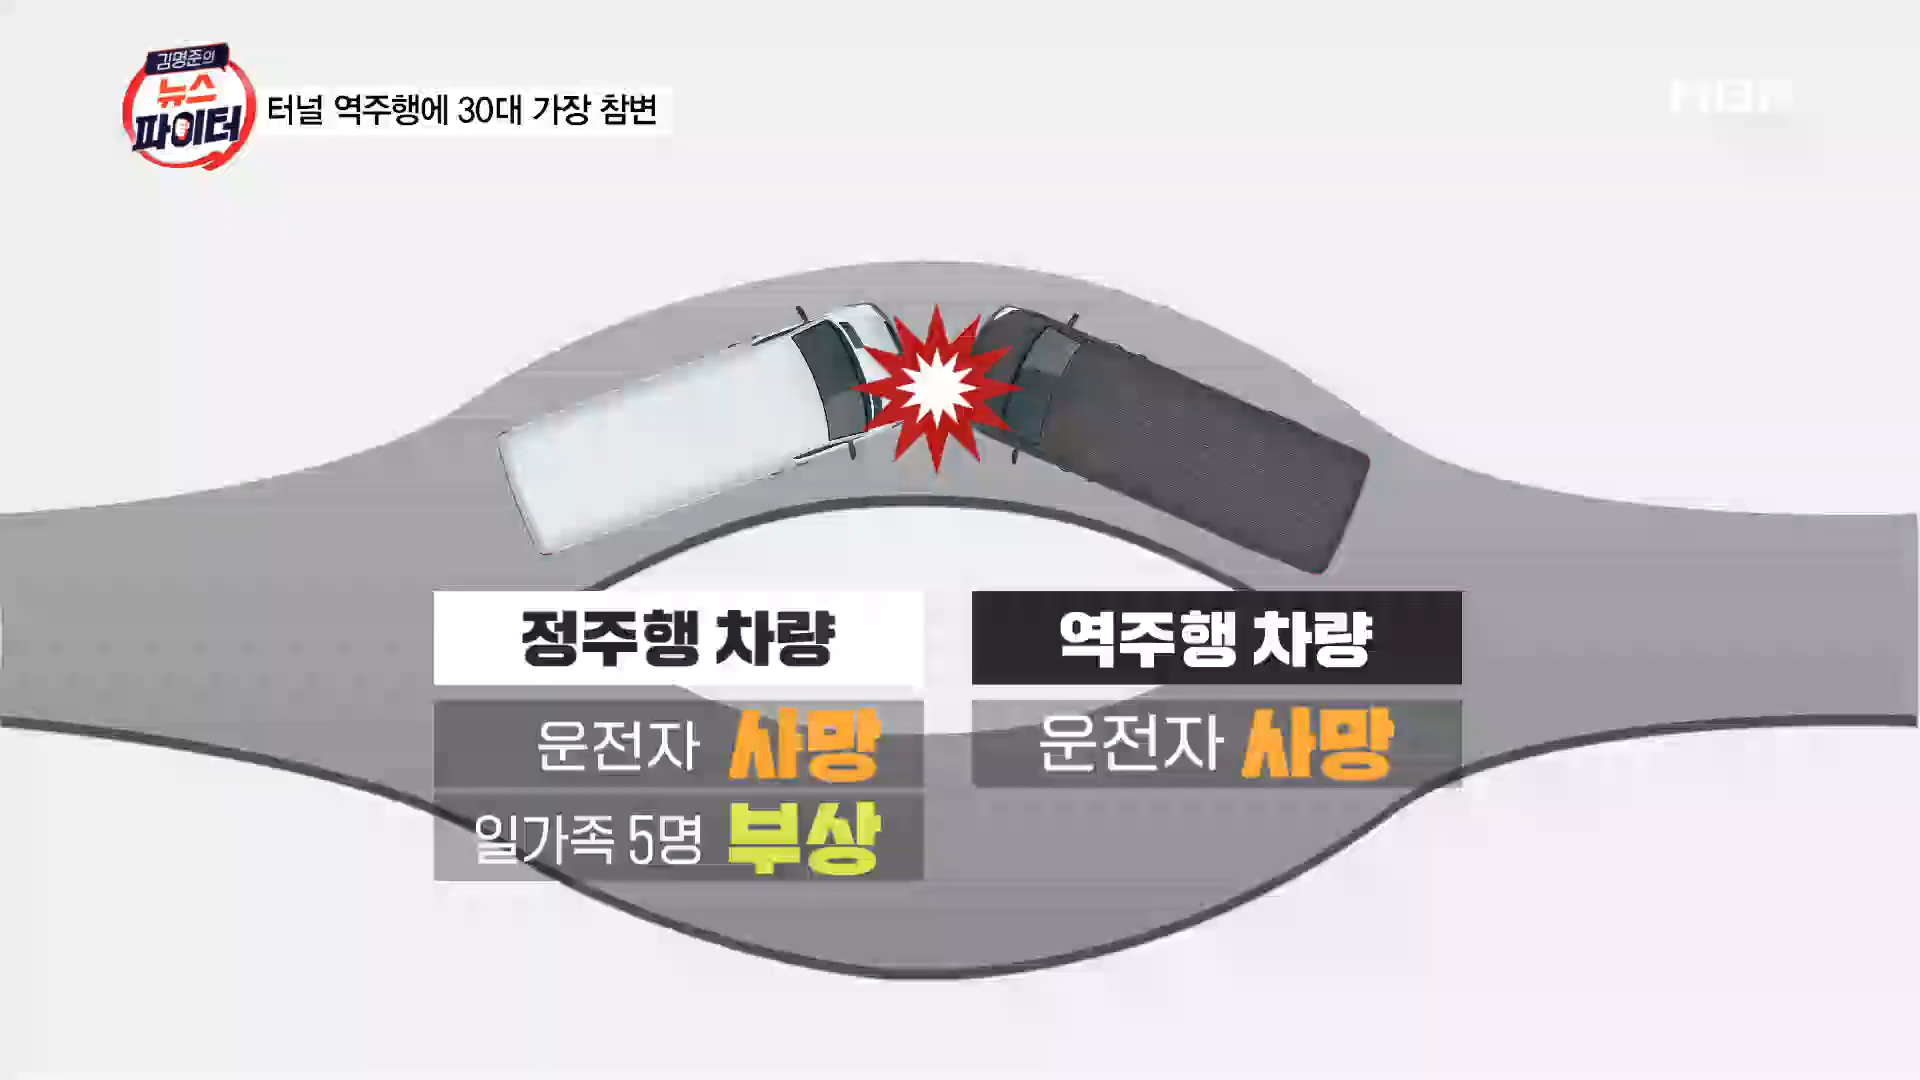 김명준의
뉴스
파이터
터널 역주행에 30대 가장 참변
MBN
정주행 차량
역주행 차량
운전자 사망
운전자 사망
일가족 5명 부상